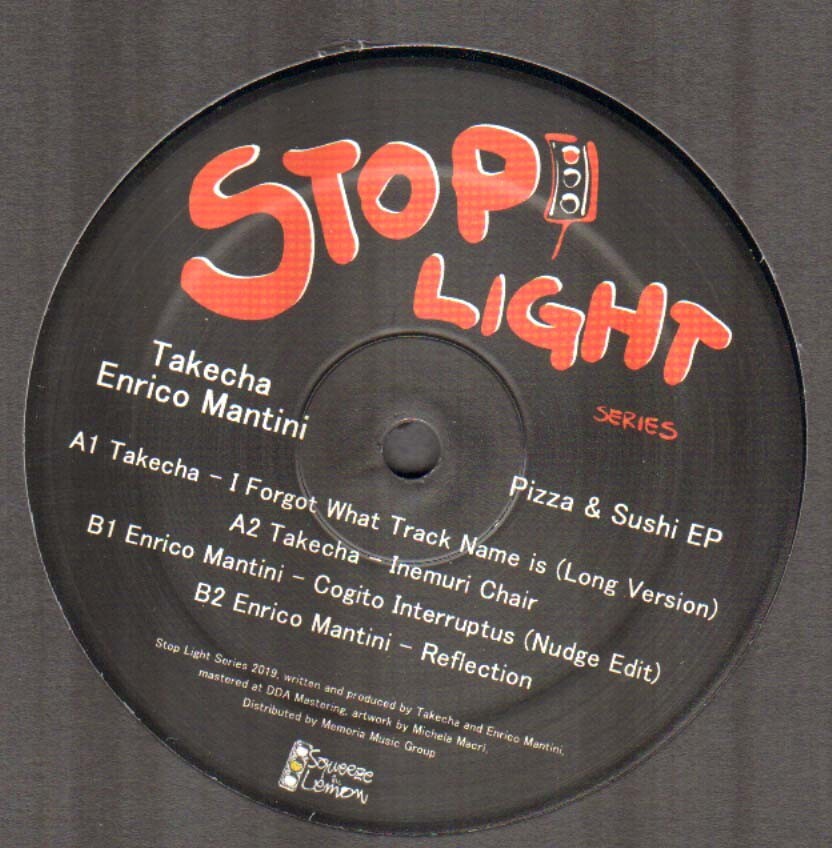 STOP
LIGHT
SERIES
Takecha
Enrico Mantini
Pizza & Sushi EP
A1 Takecha - I Forgot What Track Name is (Long Version)
A2 Takecha - Inemuri Chair
B1 Enrico Mantini - Cogito Interruptus (Nudge Edit)
B2 Enrico Mantini - Reflection
Stop Light Series 2019, written and produced by Takecha and Enrico Mantini,
mastered at DDA Mastering, artwork by Michela Macrì,
Distributed by Memoria Music Group
Squeeze
the
Lemon